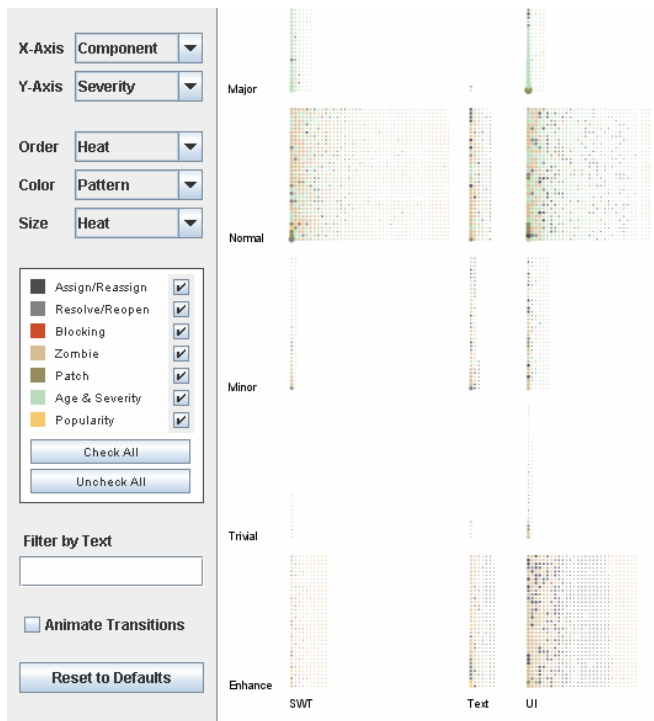 X-Axis Component
Y-Axis Severity
Order Heat
Color Pattern
Size Heat
Assign/Reassign
Resolve/Reopen
Blocking
Zombie
Patch
Age & Severity
Popularity
Check All
Uncheck All
Filter by Text
Animate Transitions
Reset to Defaults
Major
Normal
Minor
Trivial
Enhance
SWT Text UI